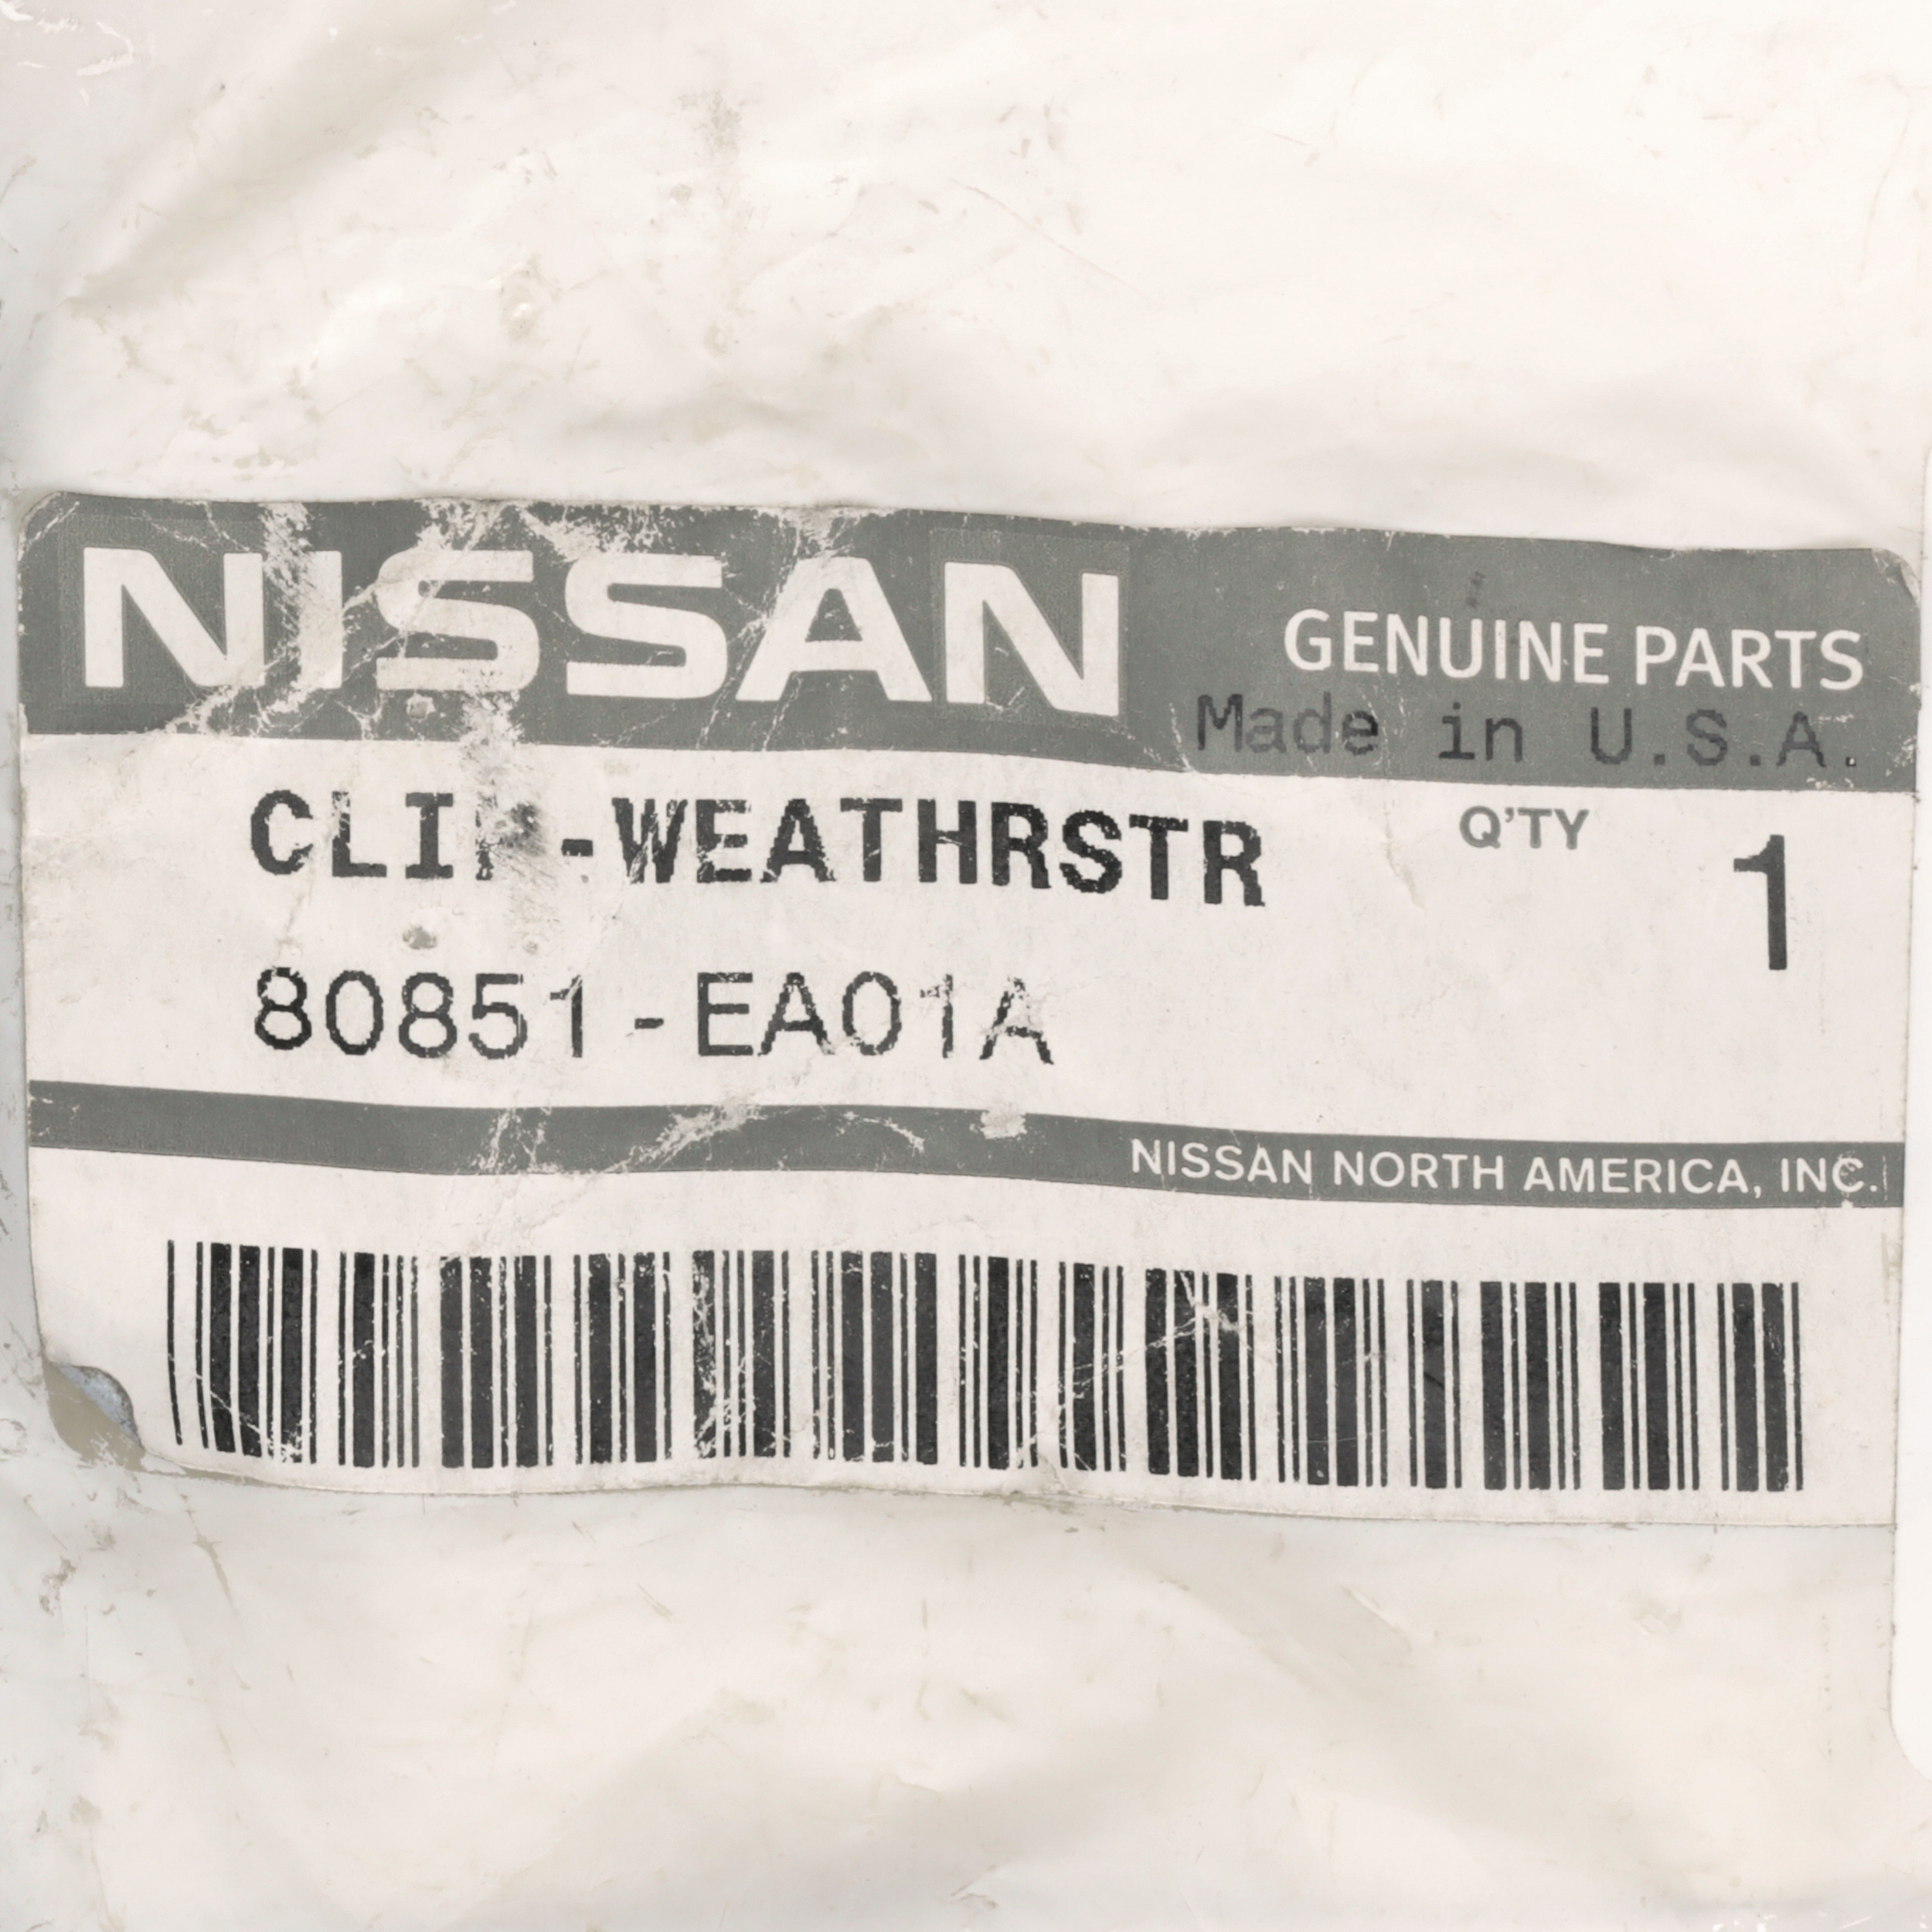 NISSAN
GENUINE PARTS
Made in U.S.A.
CLIP-WEATHRSTR
Q'TY 1
80851-EA01A
NISSAN NORTH AMERICA, INC.